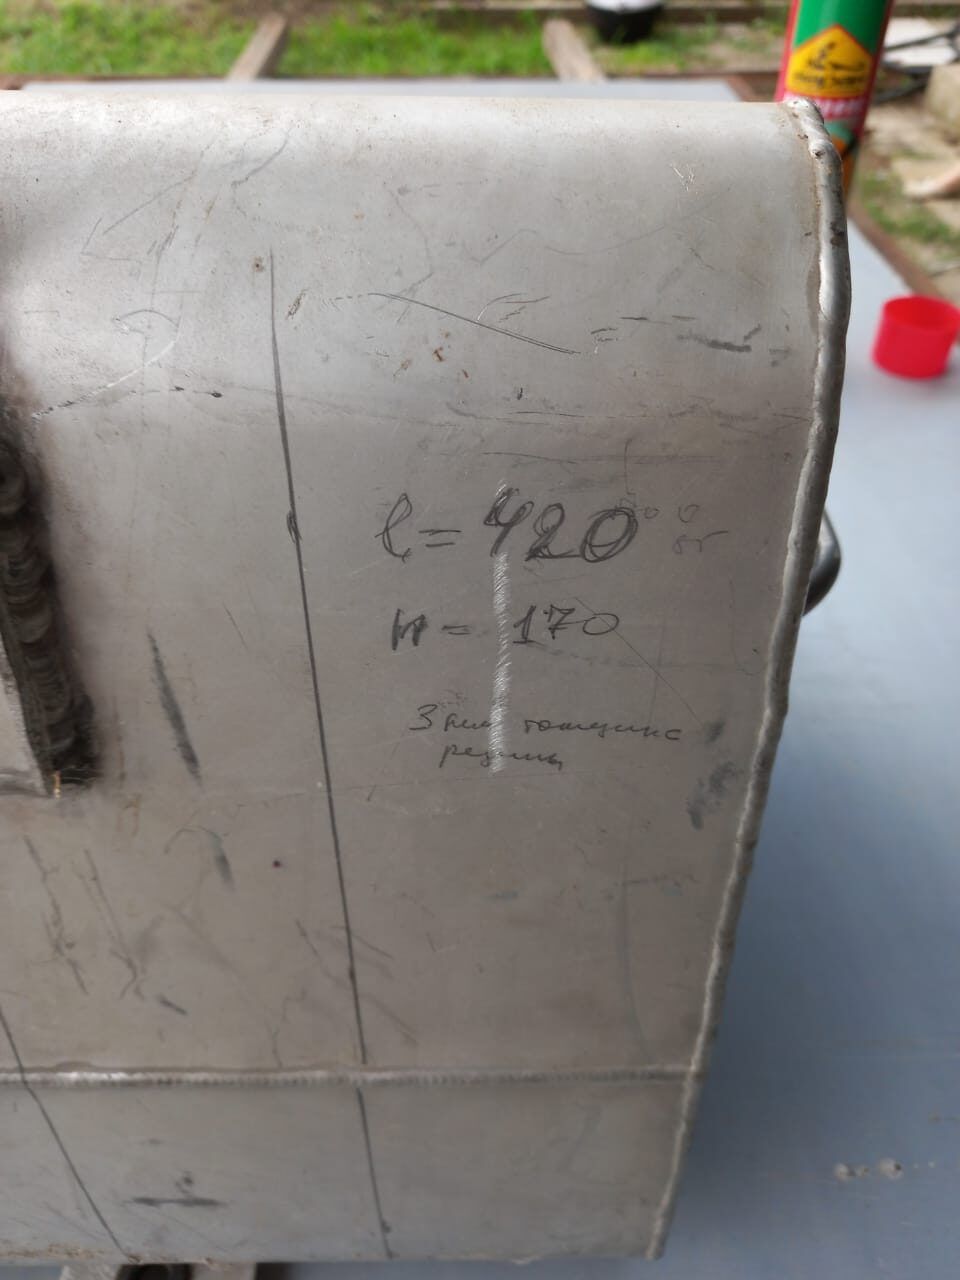 l = 420
H = 170
3 мм толщина
резины